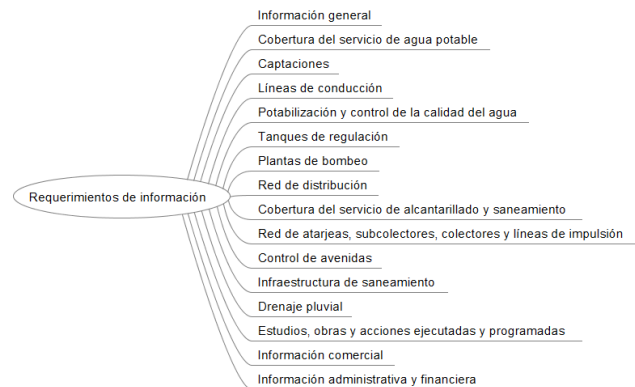 Información general
Cobertura del servicio de agua potable
Captaciones
Líneas de conducción
Potabilización y control de la calidad del agua
Tanques de regulación
Plantas de bombeo
Red de distribución
Requerimientos de información
Cobertura del servicio de alcantarillado y saneamiento
Red de atarjeas, subcolectores, colectores y líneas de impulsión
Control de avenidas
Infraestructura de saneamiento
Drenaje pluvial
Estudios, obras y acciones ejecutadas y programadas
Información comercial
Información administrativa y financiera